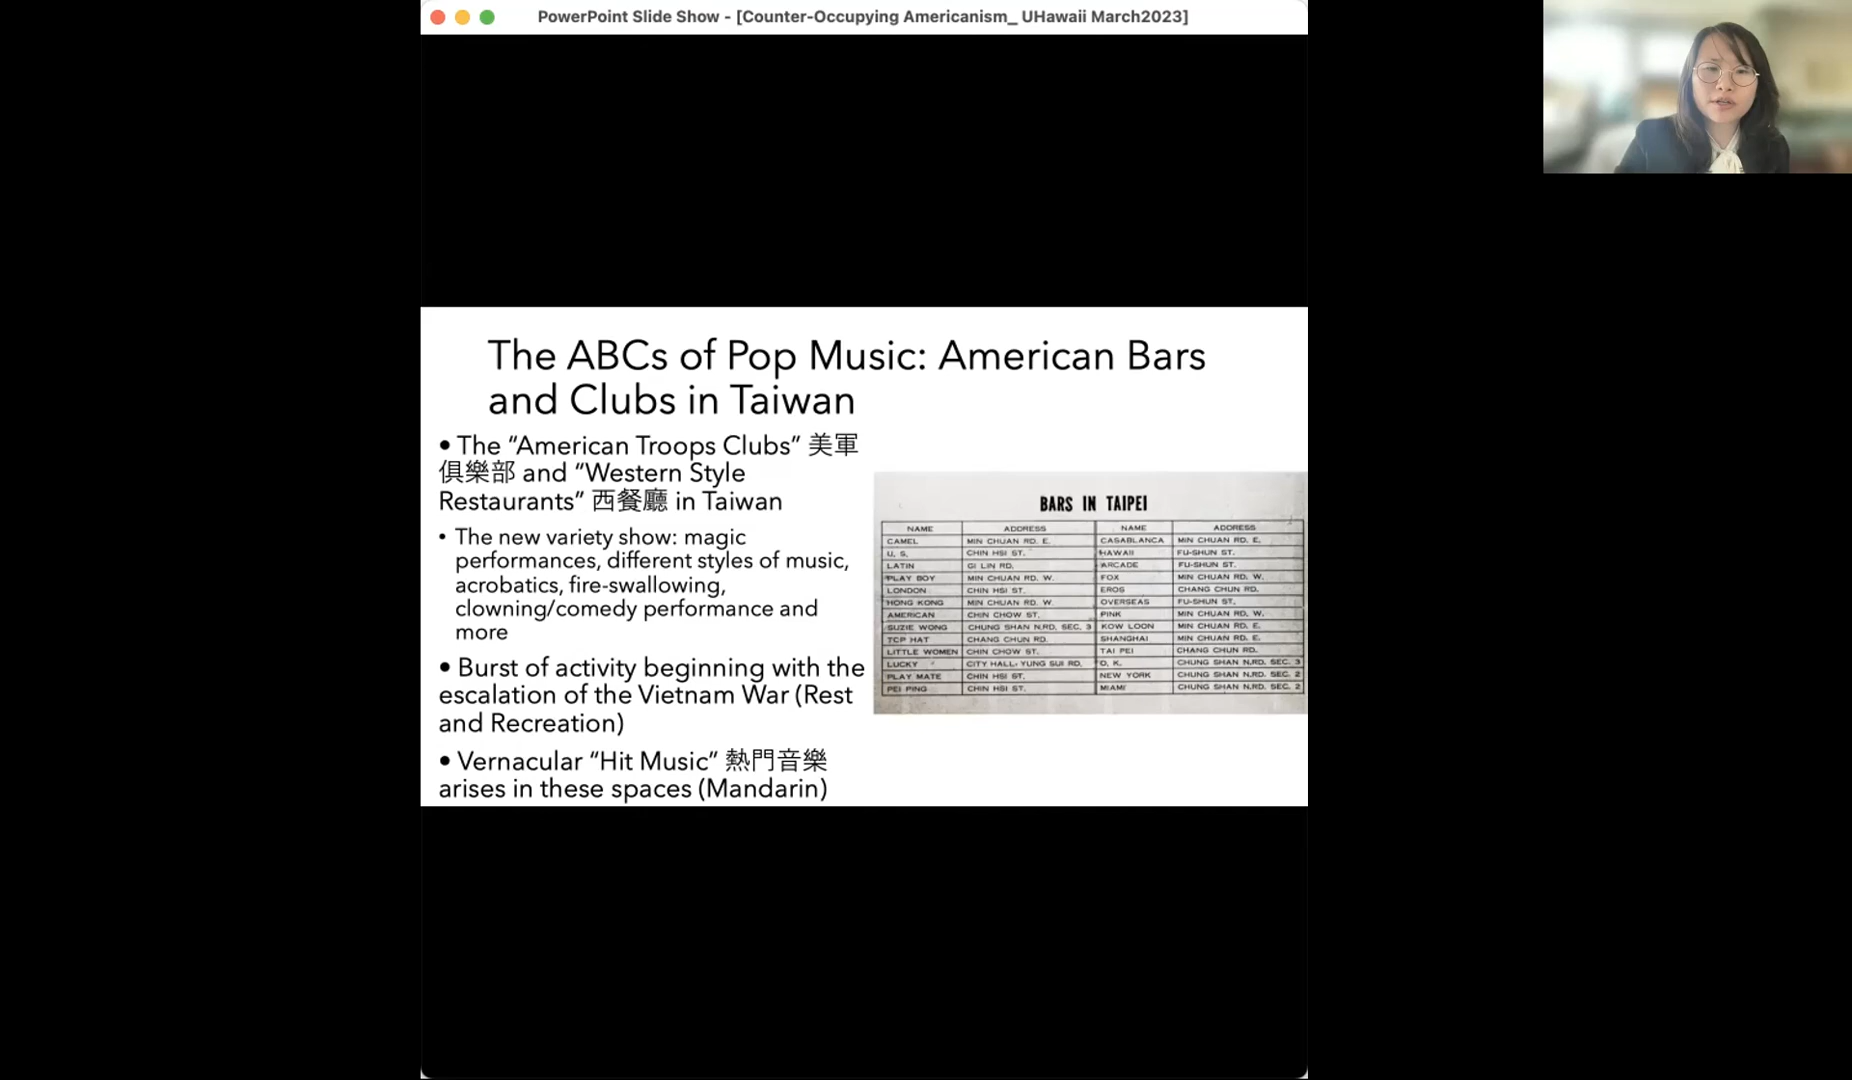 PowerPoint Slide Show - [Counter-Occupying Americanism_ UHawaii March2023]
The ABCs of Pop Music: American Bars
and Clubs in Taiwan
• The “American Troops Clubs” 美軍
俱樂部 and “Western Style
Restaurants” 西餐廳 in Taiwan
• The new variety show: magic
performances, different styles of music,
acrobatics, fire-swallowing,
clowning/comedy performance and
more
• Burst of activity beginning with the
escalation of the Vietnam War (Rest
and Recreation)
• Vernacular “Hit Music” 熱門音樂
arises in these spaces (Mandarin)
BARS IN TAIPEI
NAME ADDRESS NAME ADDRESS
CAMEL MIN CHUAN RD. E. CASABLANCA MIN CHUAN RD. E.
U. S. CHIN HSI ST. HAWAII FU-SHUN ST.
LATIN GI LIN RD. ARCADE FU-SHUN ST.
PLAY BOY MIN CHUAN RD. W. FOX MIN CHUAN RD. W.
LONDON CHIN HSI ST. EROS CHANG CHUN RD.
HONG KONG MIN CHUAN RD. W. OVERSEAS FU-SHUN ST.
AMERICAN CHIN CHOW ST. PINK MIN CHUAN RD. W.
SUZIE WONG CHUNG SHAN N.RD. SEC. 3 KOW LOON MIN CHUAN RD. E.
TOP HAT CHANG CHUN RD. SHANGHAI MIN CHUAN RD. E.
LITTLE WOMEN CHIN CHOW ST. TAI PEI CHANG CHUN RD.
LUCKY CITY HALL, YUNG SUI RD. O. K. CHUNG SHAN N.RD. SEC. 3
PLAY MATE CHIN HSI ST. NEW YORK CHUNG SHAN N.RD. SEC. 2
PEI PING CHIN HSI ST. MIAMI CHUNG SHAN N.RD. SEC. 2